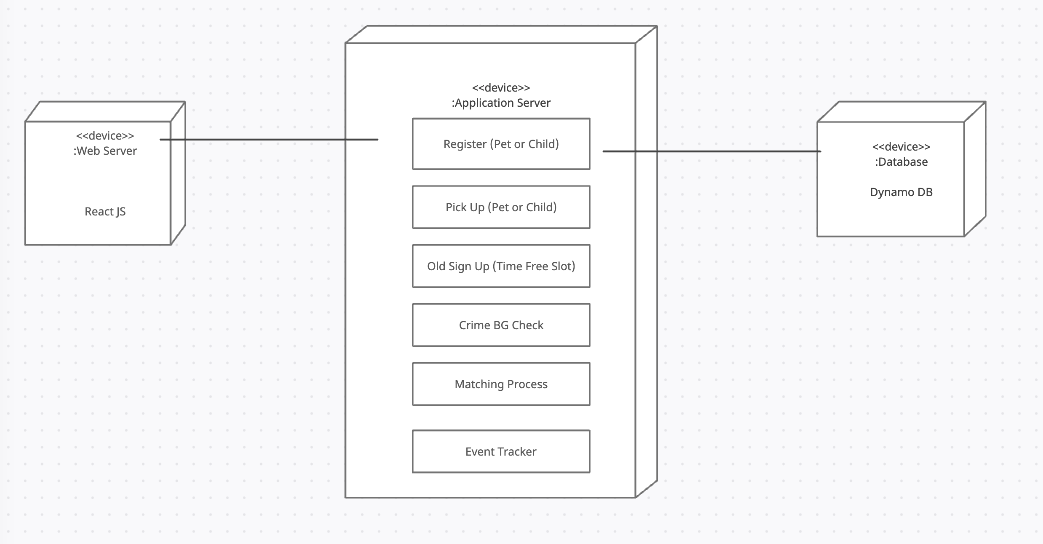 <<device>>
:Web Server
React JS
<<device>>
:Application Server
Register (Pet or Child)
Pick Up (Pet or Child)
Old Sign Up (Time Free Slot)
Crime BG Check
Matching Process
Event Tracker
<<device>>
:Database
Dynamo DB